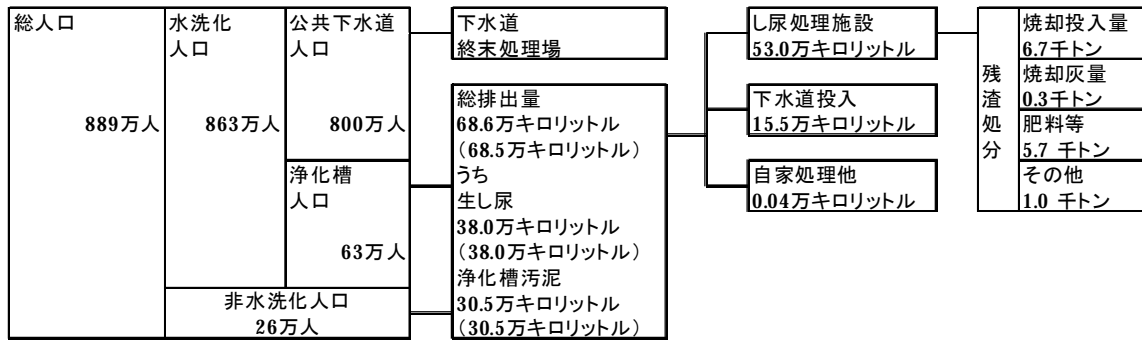 総人口
889万人
水洗化
人口
863万人
公共下水道
人口
800万人
浄化槽
人口
63万人
非水洗化人口
26万人
下水道
終末処理場
総排出量
68.6万キロリットル
(68.5万キロリットル)
うち
生し尿
38.0万キロリットル
(38.0万キロリットル)
浄化槽汚泥
30.5万キロリットル
(30.5万キロリットル)
し尿処理施設
53.0万キロリットル
下水道投入
15.5万キロリットル
自家処理他
0.04万キロリットル
残渣処分
焼却投入量
6.7千トン
焼却灰量
0.3千トン
肥料等
5.7 千トン
その他
1.0 千トン